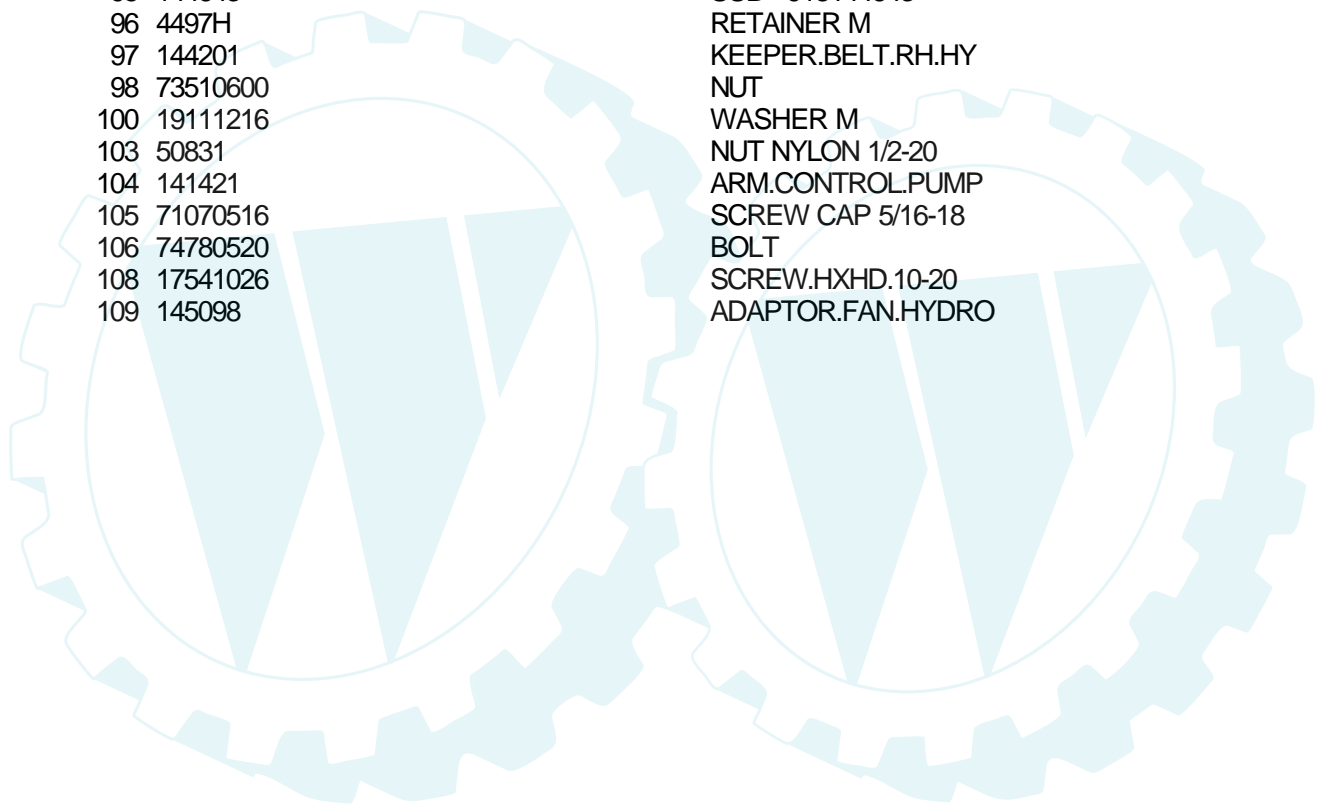 96 4497H RETAINER M
97 144201 KEEPER.BELT.RH.HY
98 73510600 NUT
100 19111216 WASHER M
103 50831 NUT NYLON 1/2-20
104 141421 ARM.CONTROL.PUMP
105 71070516 SCREW CAP 5/16-18
106 74780520 BOLT
108 17541026 SCREW.HXHD.10-20
109 145098 ADAPTOR.FAN.HYDRO